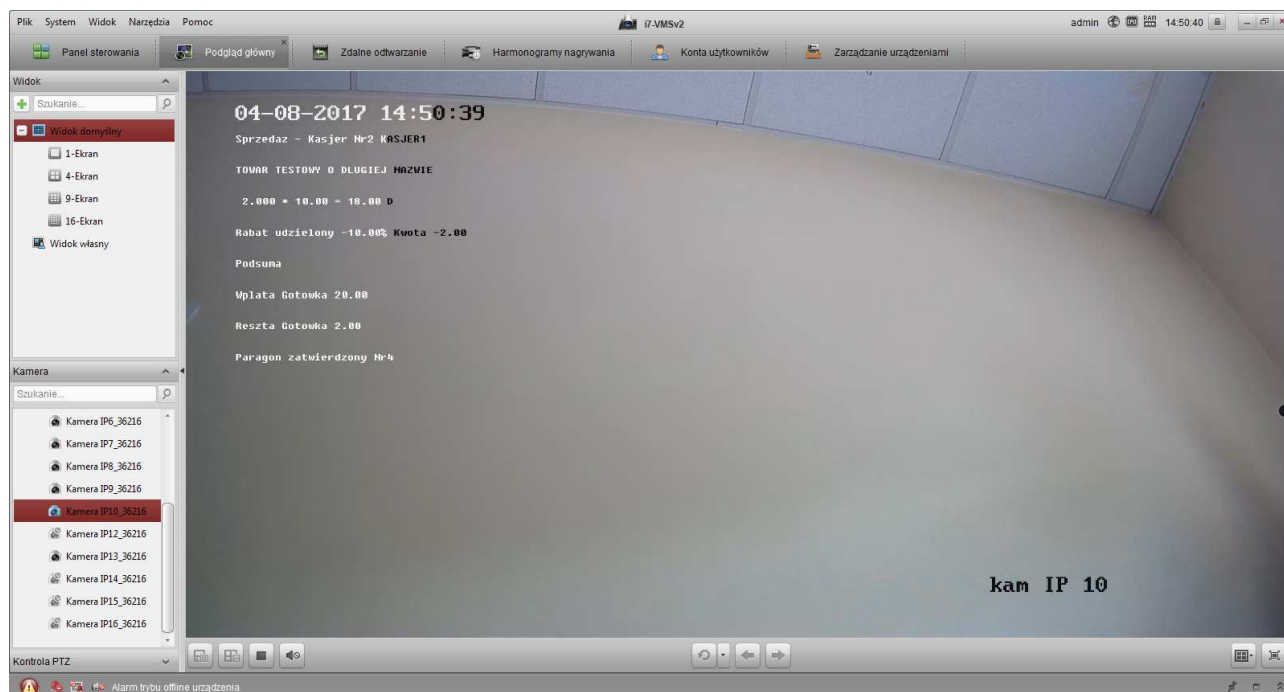 Plik System Widok Narzędzia Pomoc
i7-VMSv2
admin 14:50:40
Panel sterowania
Podgląd główny
Zdalne odtwarzanie
Harmonogramy nagrywania
Konta użytkowników
Zarządzanie urządzeniami
Widok
Szukanie...
Widok domyślny
1-Ekran
4-Ekran
9-Ekran
16-Ekran
Widok własny
Kamera
Szukanie...
Kamera IP6_36216
Kamera IP7_36216
Kamera IP8_36216
Kamera IP9_36216
Kamera IP10_36216
Kamera IP12_36216
Kamera IP13_36216
Kamera IP14_36216
Kamera IP15_36216
Kamera IP16_36216
Kontrola PTZ
04-08-2017 14:50:39
Sprzedaz - Kasjer Nr2 KASJER1
TOWAR TESTOWY O DLUGIEJ NAZWIE
2.000 * 10.00 = 18.00 D
Rabat udzielony -10.00% Kwota -2.00
Podsuma
Wplata Gotowka 20.00
Reszta Gotowka 2.00
Paragon zatwierdzony Nr4
kam IP 10
Alarm trybu offline urządzenia